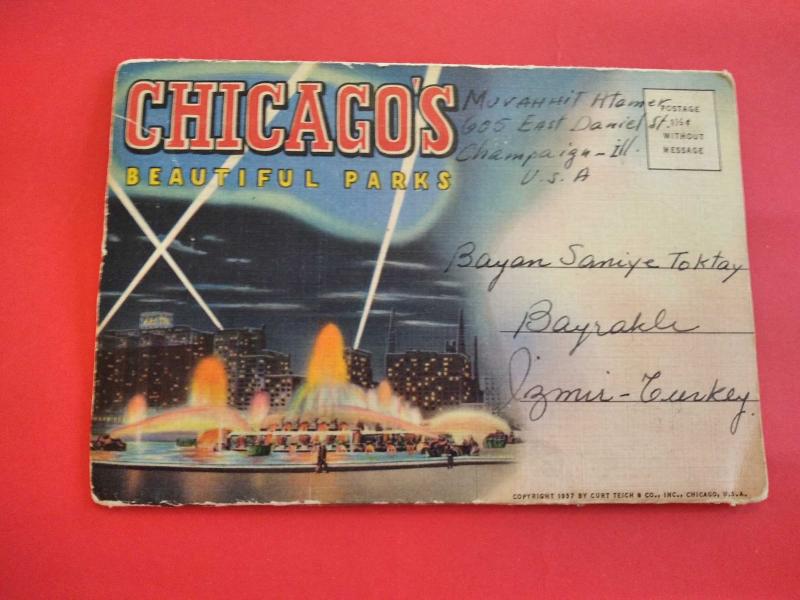 CHICAGO'S
BEAUTIFUL PARKS
Muvahhit Atamer
605 East Daniel St.
Champaign - Ill.
U.S.A
POSTAGE
1½¢
WITHOUT
MESSAGE
Bayan Saniye Toktay
Bayraklı
İzmir - Turkey.
COPYRIGHT 1937 BY CURT TEICH & CO., INC., CHICAGO, U.S.A.